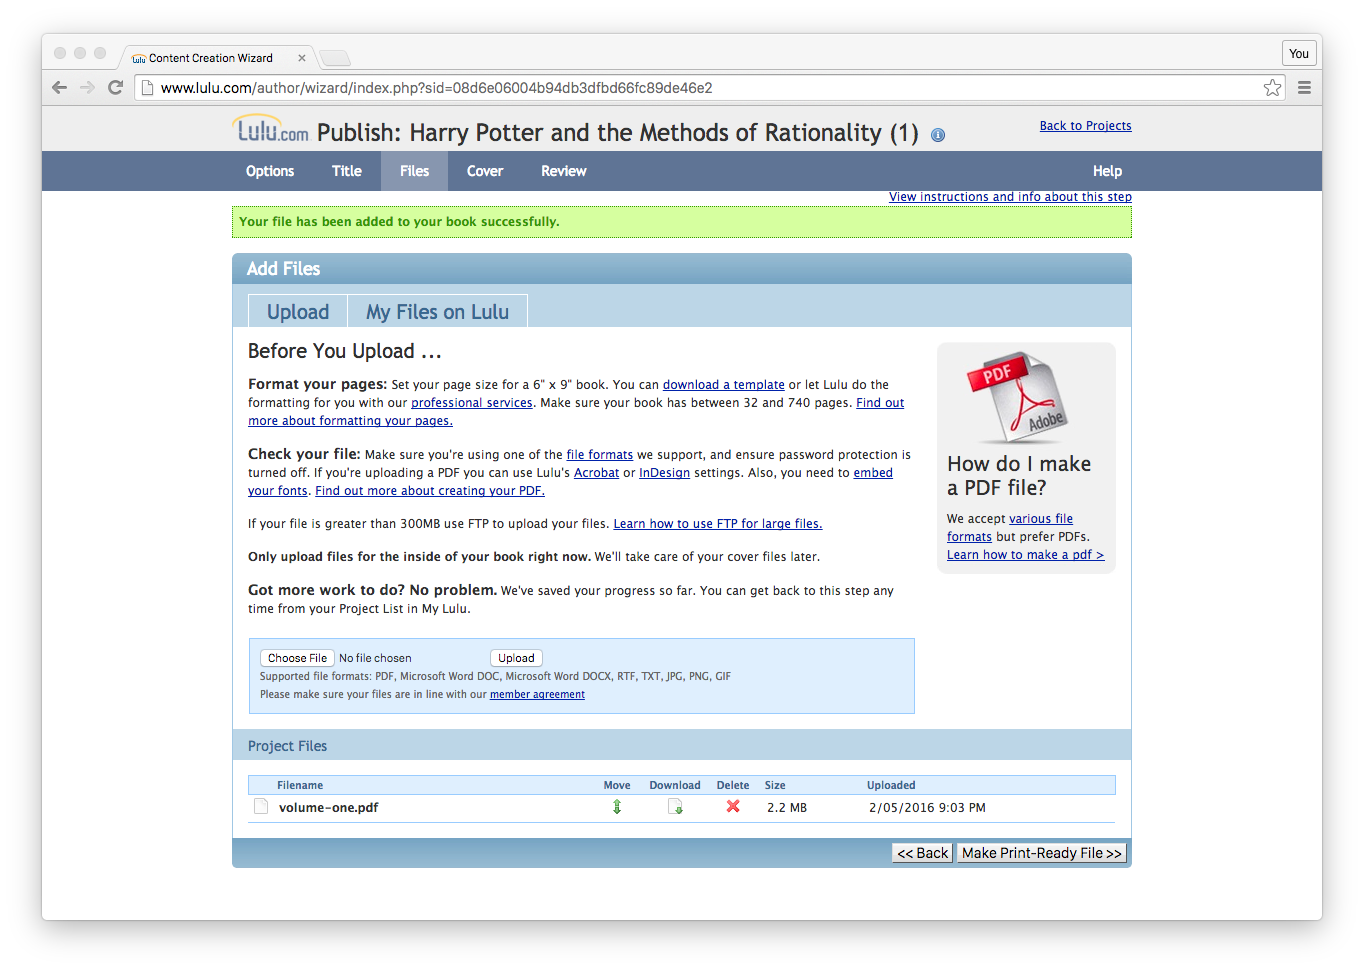 Lulu Content Creation Wizard
You
www.lulu.com/author/wizard/index.php?sid=08d6e06004b94db3dfbd66fc89de46e2
Lulu.com Publish: Harry Potter and the Methods of Rationality (1) i
Back to Projects
Options Title Files Cover Review Help
View instructions and info about this step
Your file has been added to your book successfully.
Add Files
Upload My Files on Lulu
Before You Upload ...
Format your pages: Set your page size for a 6" x 9" book. You can download a template or let Lulu do the
formatting for you with our professional services. Make sure your book has between 32 and 740 pages. Find out
more about formatting your pages.
Check your file: Make sure you're using one of the file formats we support, and ensure password protection is
turned off. If you're uploading a PDF you can use Lulu's Acrobat or InDesign settings. Also, you need to embed
your fonts. Find out more about creating your PDF.
If your file is greater than 300MB use FTP to upload your files. Learn how to use FTP for large files.
Only upload files for the inside of your book right now. We'll take care of your cover files later.
Got more work to do? No problem. We've saved your progress so far. You can get back to this step any
time from your Project List in My Lulu.
PDF
Adobe
How do I make
a PDF file?
We accept various file
formats but prefer PDFs.
Learn how to make a pdf >
Choose File No file chosen Upload
Supported file formats: PDF, Microsoft Word DOC, Microsoft Word DOCX, RTF, TXT, JPG, PNG, GIF
Please make sure your files are in line with our member agreement
Project Files
Filename Move Download Delete Size Uploaded
volume-one.pdf 2.2 MB 2/05/2016 9:03 PM
<< Back Make Print-Ready File >>